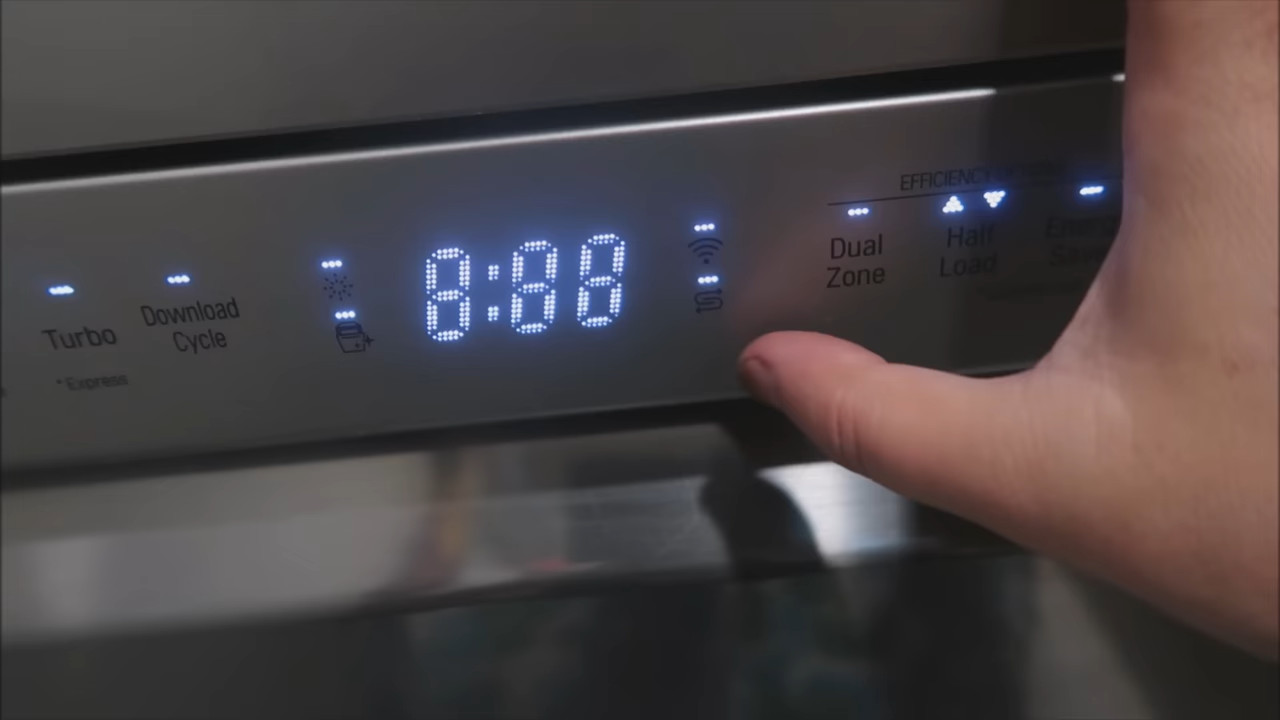 Turbo
* Express
Download
Cycle
8:88
EFFICIENCY
Dual
Zone
Half
Load